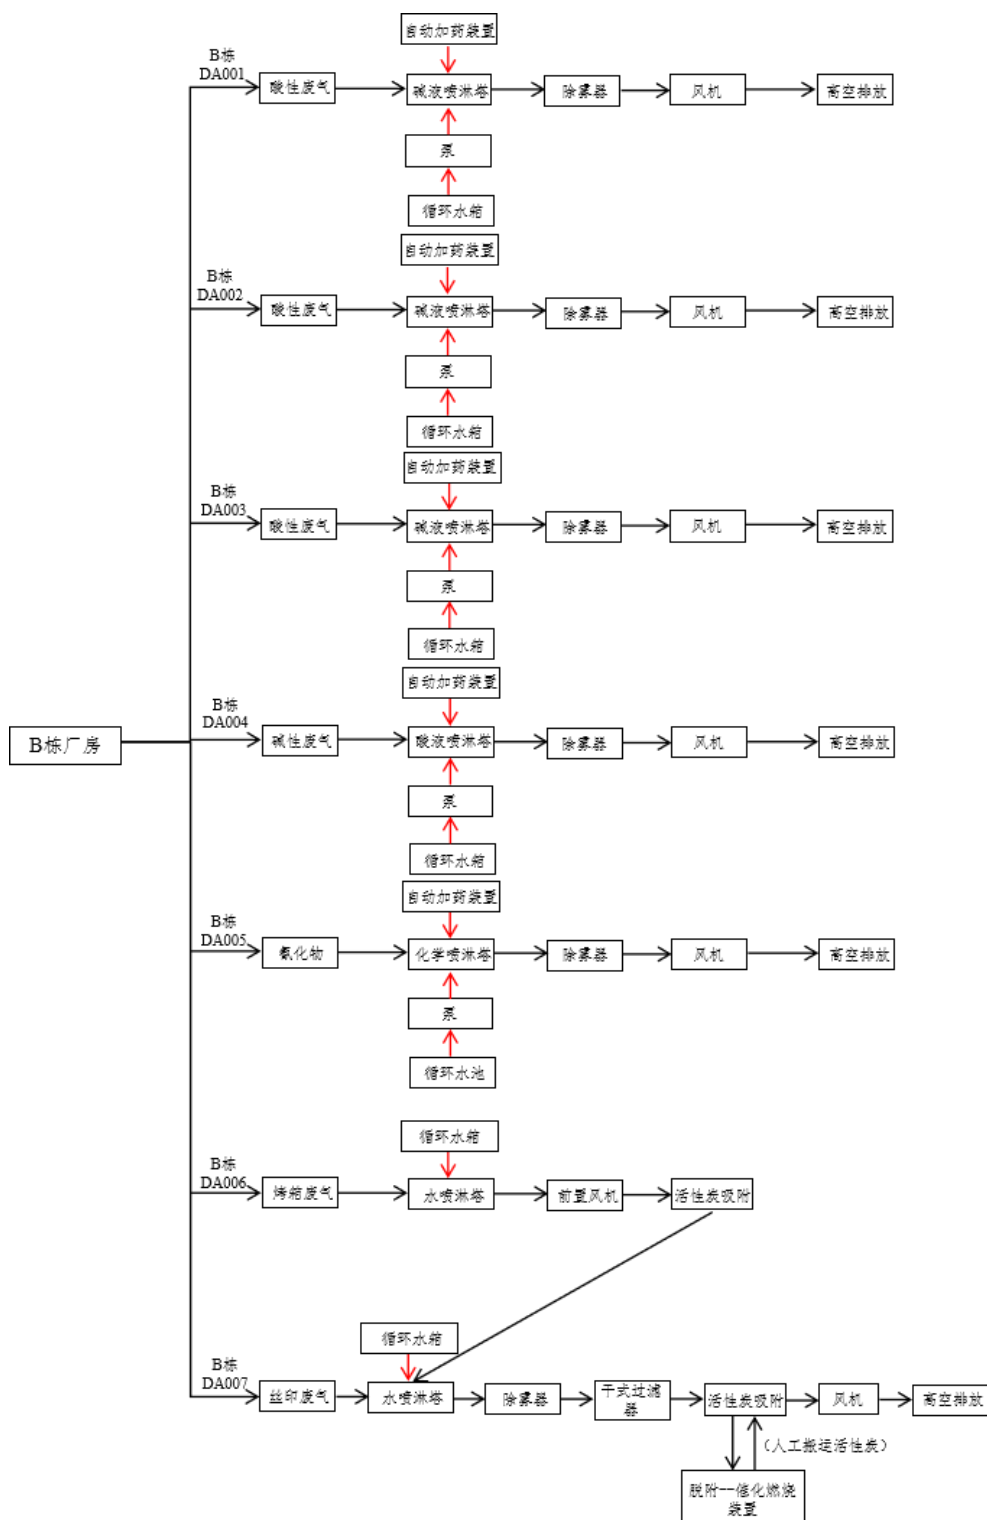 自动加药装置
B栋
DA001
酸性废气
碱液喷淋塔
除雾器
风机
高空排放
泵
循环水箱
自动加药装置
B栋
DA002
酸性废气
碱液喷淋塔
除雾器
风机
高空排放
泵
循环水箱
自动加药装置
B栋
DA003
酸性废气
碱液喷淋塔
除雾器
风机
高空排放
泵
循环水箱
自动加药装置
B栋
DA004
B栋厂房
碱性废气
酸液喷淋塔
除雾器
风机
高空排放
泵
循环水箱
自动加药装置
B栋
DA005
氰化物
化学喷淋塔
除雾器
风机
高空排放
泵
循环水池
循环水箱
B栋
DA006
烤箱废气
水喷淋塔
前置风机
活性炭吸附
循环水箱
B栋
DA007
丝印废气
水喷淋塔
除雾器
干式过滤
器
活性炭吸附
风机
高空排放
（人工搬运活性炭）
脱附--催化燃烧
装置